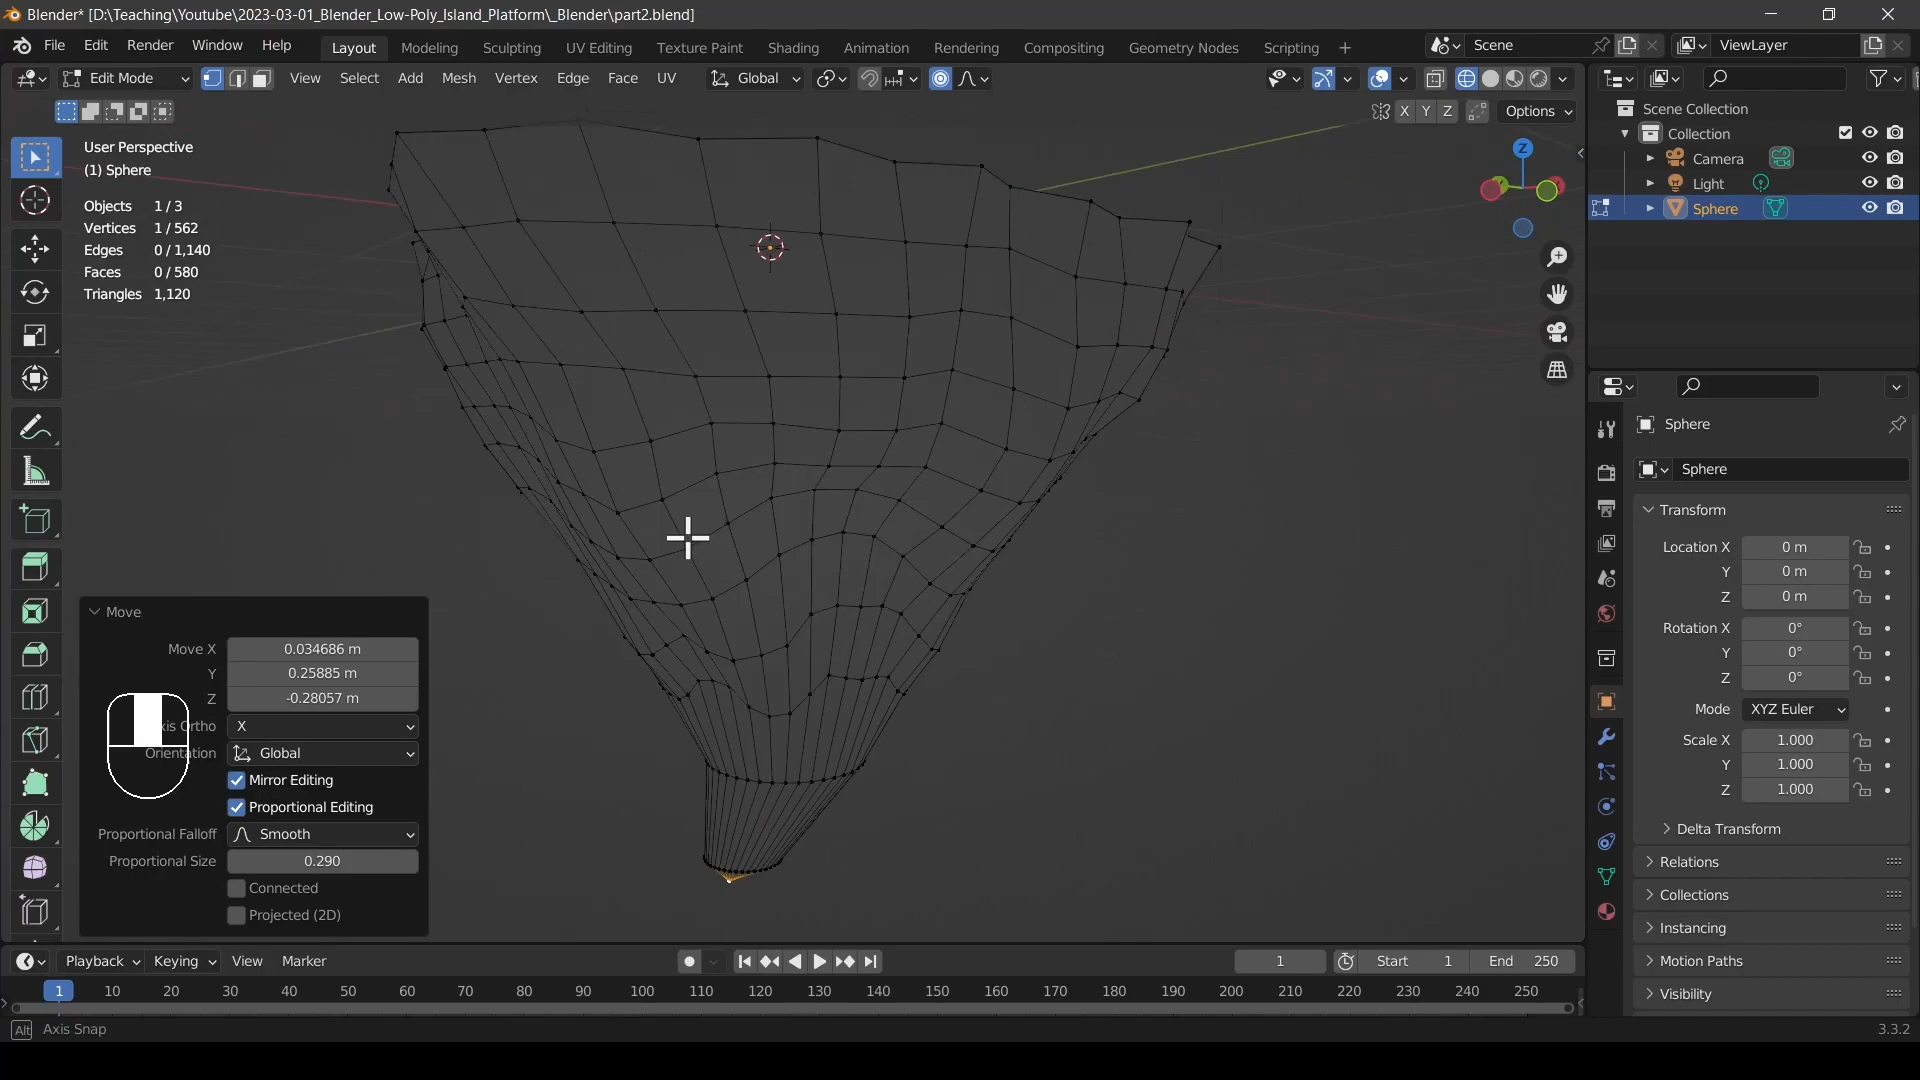 Blender* [D:\Teaching\Youtube\2023-03-01_Blender_Low-Poly_Island_Platform\_Blender\part2.blend]
File Edit Render Window Help Layout Modeling Sculpting UV Editing Texture Paint Shading Animation Rendering Compositing Geometry Nodes Scripting + Scene ViewLayer
Edit Mode View Select Add Mesh Vertex Edge Face UV Global
X Y Z Options
User Perspective
(1) Sphere
Objects 1 / 3
Vertices 1 / 562
Edges 0 / 1,140
Faces 0 / 580
Triangles 1,120
Z
Scene Collection
Collection
Camera
Light
Sphere
Sphere
Sphere
Transform
Location X 0 m
Y 0 m
Z 0 m
Rotation X 0°
Y 0°
Z 0°
Mode XYZ Euler
Scale X 1.000
Y 1.000
Z 1.000
Delta Transform
Relations
Collections
Instancing
Motion Paths
Visibility
Move
Move X 0.034686 m
Y 0.25885 m
Z -0.28057 m
xis Ortho X
Orientation Global
Mirror Editing
Proportional Editing
Proportional Falloff Smooth
Proportional Size 0.290
Connected
Projected (2D)
Playback Keying View Marker 1 Start 1 End 250
1 10 20 30 40 50 60 70 80 90 100 110 120 130 140 150 160 170 180 190 200 210 220 230 240 250
Alt Axis Snap 3.3.2